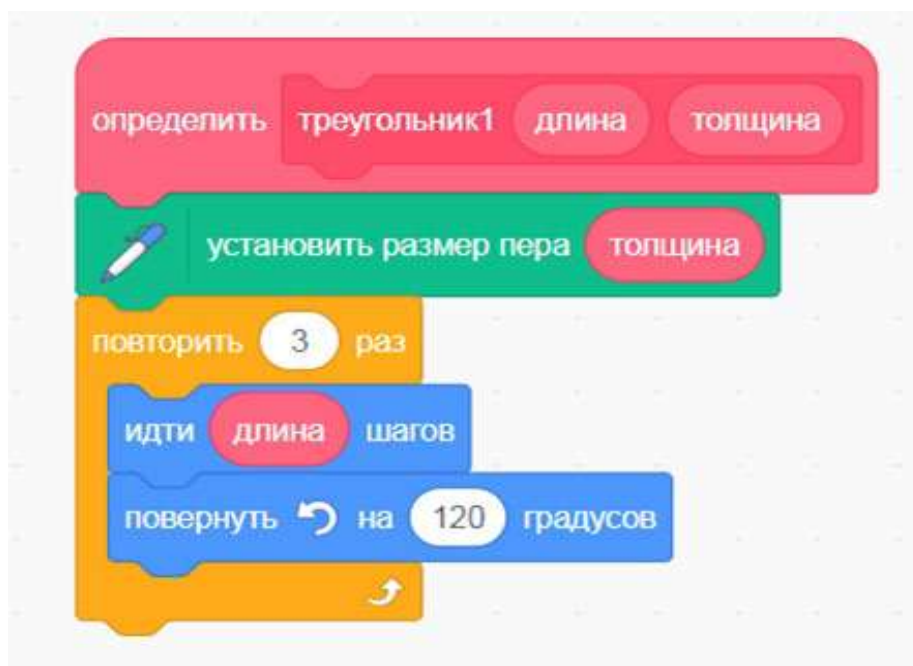 определить треугольник1 длина толщина
установить размер пера толщина
повторить 3 раз
идти длина шагов
повернуть на 120 градусов